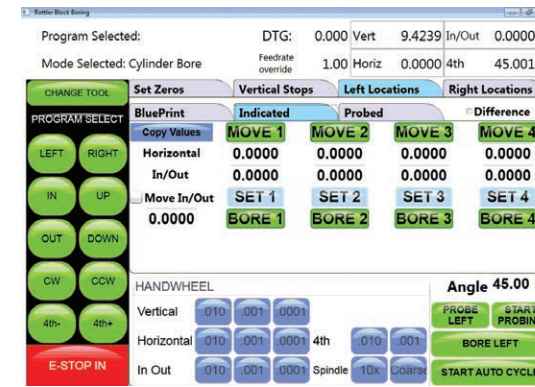 Rottler Block Boring
Program Selected: DTG: 0.000 Vert 9.4239 In/Out 0.0000
Mode Selected: Cylinder Bore Feedrate override 1.00 Horiz 0.0000 4th 45.001
CHANGE TOOL Set Zeros Vertical Stops Left Locations Right Locations
PROGRAM SELECT BluePrint Indicated Probed Difference
Copy Values MOVE 1 MOVE 2 MOVE 3 MOVE 4
LEFT RIGHT Horizontal 0.0000 0.0000 0.0000 0.0000
In/Out 0.0000 0.0000 0.0000 0.0000
IN UP Move In/Out SET 1 SET 2 SET 3 SET 4
0.0000 BORE 1 BORE 2 BORE 3 BORE 4
OUT DOWN
CW CCW HANDWHEEL Angle 45.00
Vertical .010 .001 .0001 PROBE LEFT START PROBIN
4th- 4th+ Horizontal .010 .001 .0001 4th .010 .001 BORE LEFT
E-STOP IN In Out .010 .001 .0001 Spindle 10x Coarse START AUTO CYCL